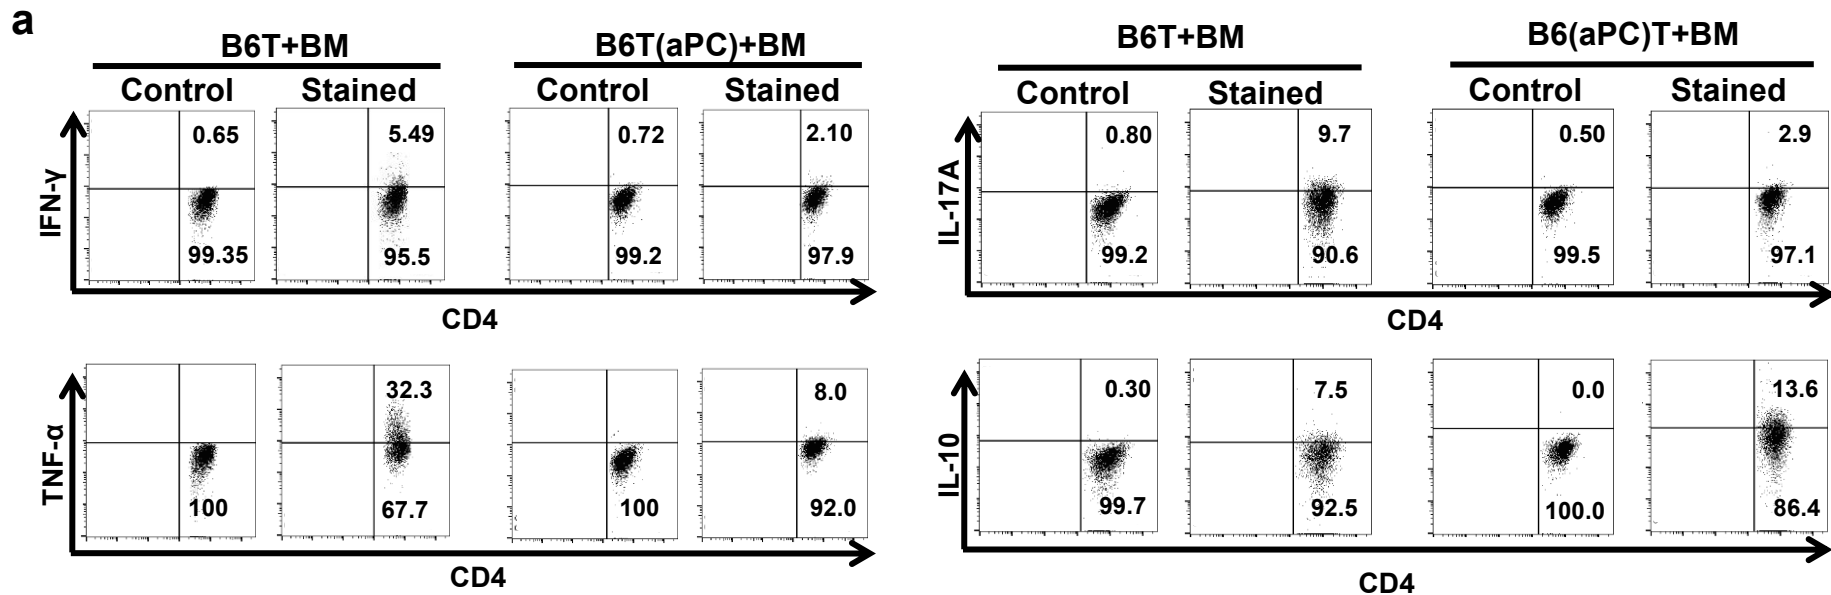 a
B6T+BM
B6T(aPC)+BM
B6T+BM
B6(aPC)T+BM
Control
Stained
Control
Stained
Control
Stained
Control
Stained
IFN-γ
0.65
5.49
0.72
2.10
99.35
95.5
99.2
97.9
CD4
IL-17A
0.80
9.7
0.50
2.9
99.2
90.6
99.5
97.1
CD4
TNF-α
32.3
8.0
100
67.7
100
92.0
CD4
IL-10
0.30
7.5
0.0
13.6
99.7
92.5
100.0
86.4
CD4